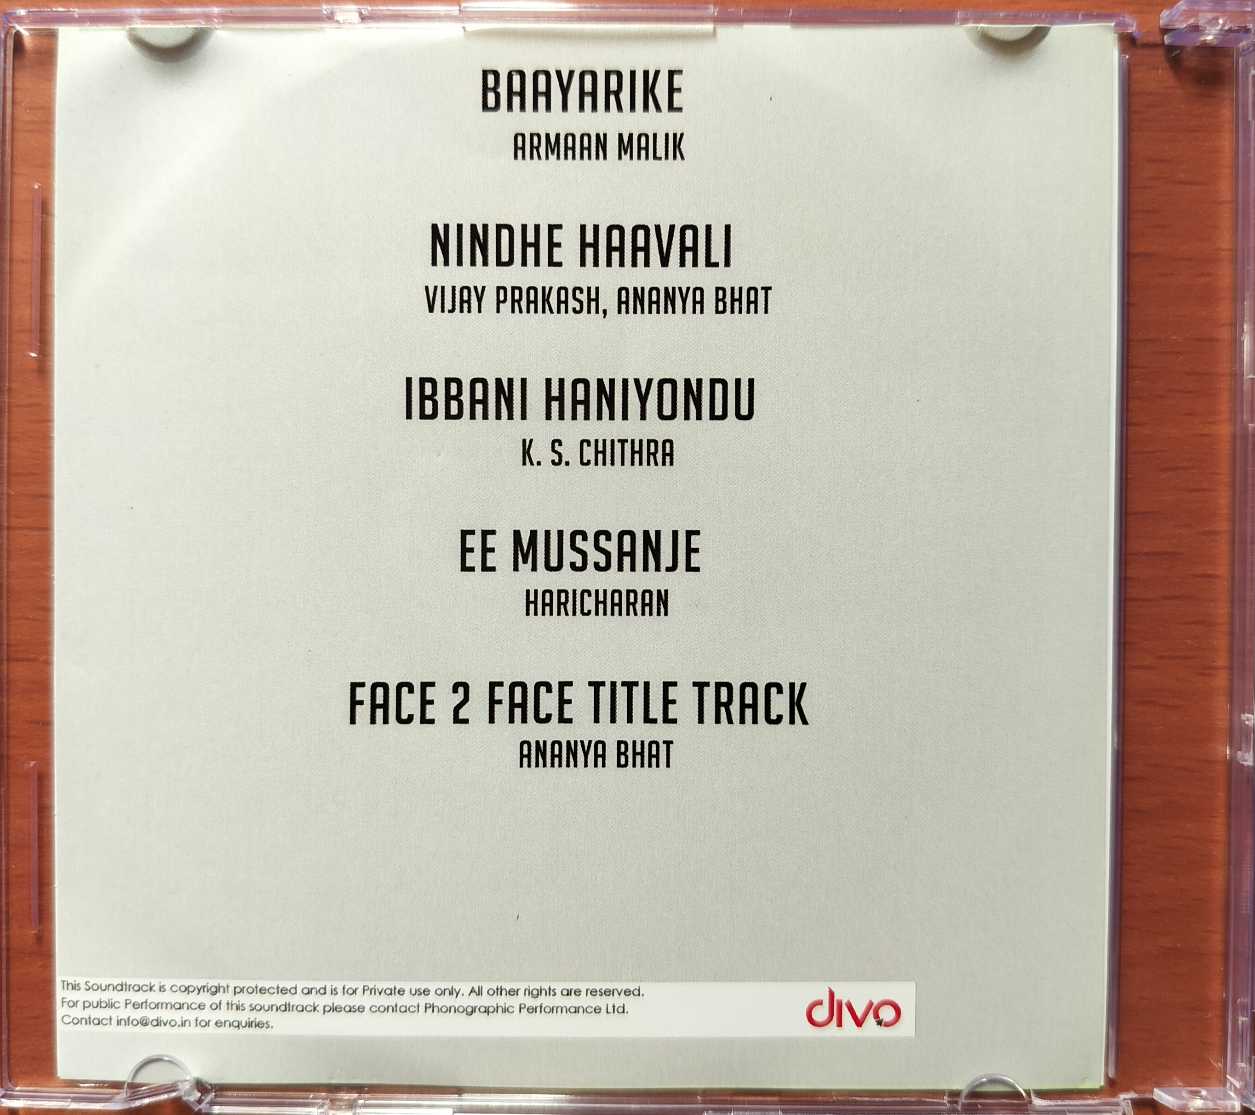 BAAYARIKE
ARMAAN MALIK
NINDHE HAAVALI
VIJAY PRAKASH, ANANYA BHAT
IBBANI HANIYONDU
K. S. CHITHRA
EE MUSSANJE
HARICHARAN
FACE 2 FACE TITLE TRACK
ANANYA BHAT
This Soundtrack is copyright protected and is for Private use only. All other rights are reserved.
For public Performance of this soundtrack please contact Phonographic Performance Ltd.
Contact info@divo.in for enquiries.
divo